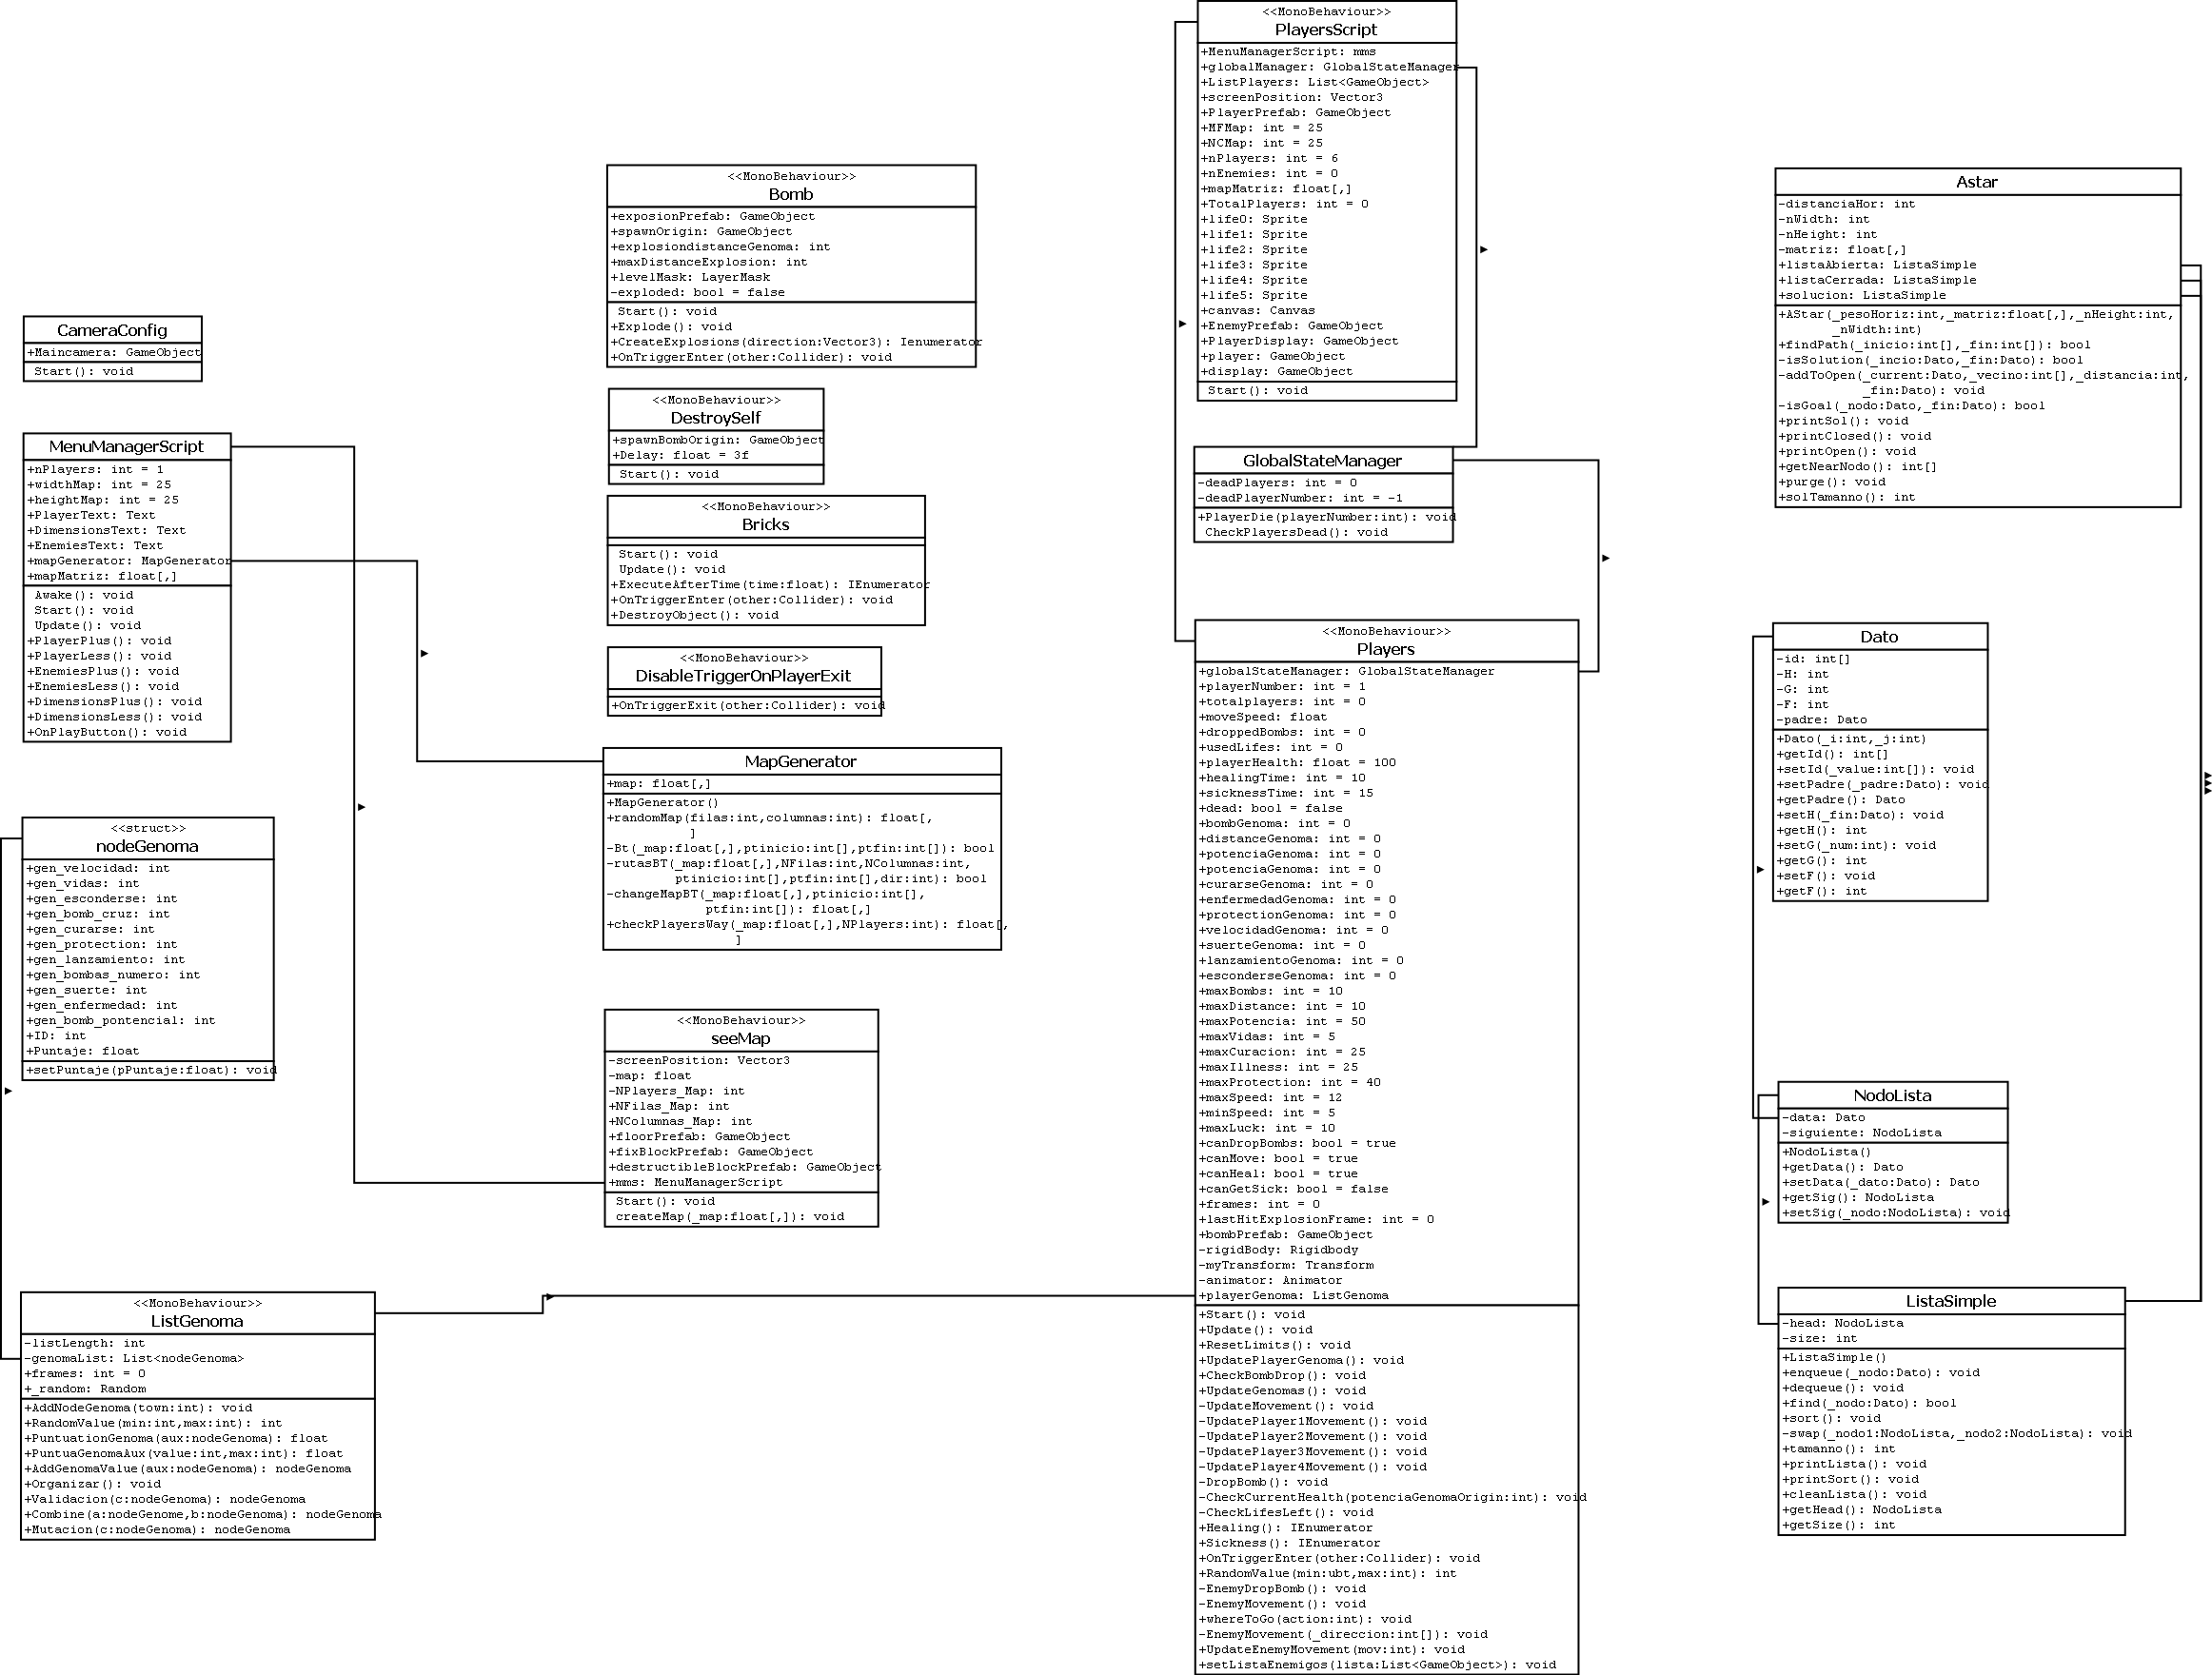 <<MonoBehaviour>>
PlayersScript
+MenuManagerScript: mms
+globalManager: GlobalStateManager
+ListPlayers: List<GameObject>
+screenPosition: Vector3
+PlayerPrefab: GameObject
+MFMap: int = 25
+NCMap: int = 25
+nPlayers: int = 6
+nEnemies: int = 0
+mapMatriz: float[,]
+TotalPlayers: int = 0
+life0: Sprite
+life1: Sprite
+life2: Sprite
+life3: Sprite
+life4: Sprite
+life5: Sprite
+canvas: Canvas
+EnemyPrefab: GameObject
+PlayerDisplay: GameObject
+player: GameObject
+display: GameObject
Start(): void
<<MonoBehaviour>>
Bomb
+exposionPrefab: GameObject
+spawnOrigin: GameObject
+explosiondistanceGenoma: int
+maxDistanceExplosion: int
+levelMask: LayerMask
-exploded: bool = false
Start(): void
+Explode(): void
+CreateExplosions(direction:Vector3): Ienumerator
+OnTriggerEnter(other:Collider): void
Astar
-distanciaHor: int
-nWidth: int
-nHeight: int
-matriz: float[,]
+listaAbierta: ListaSimple
+listaCerrada: ListaSimple
+solucion: ListaSimple
+AStar(_pesoHoriz:int,_matriz:float[,],_nHeight:int,
_nWidth:int)
+findPath(_inicio:int[],_fin:int[]): bool
-isSolution(_incio:Dato,_fin:Dato): bool
-addToOpen(_current:Dato,_vecino:int[],_distancia:int,
_fin:Dato): void
-isGoal(_nodo:Dato,_fin:Dato): bool
+printSol(): void
+printClosed(): void
+printOpen(): void
+getNearNodo(): int[]
+purge(): void
+solTamanno(): int
CameraConfig
+Maincamera: GameObject
Start(): void
<<MonoBehaviour>>
DestroySelf
+spawnBombOrigin: GameObject
+Delay: float = 3f
Start(): void
MenuManagerScript
+nPlayers: int = 1
+widthMap: int = 25
+heightMap: int = 25
+PlayerText: Text
+DimensionsText: Text
+EnemiesText: Text
+mapGenerator: MapGenerator
+mapMatriz: float[,]
Awake(): void
Start(): void
Update(): void
+PlayerPlus(): void
+PlayerLess(): void
+EnemiesPlus(): void
+EnemiesLess(): void
+DimensionsPlus(): void
+DimensionsLess(): void
+OnPlayButton(): void
GlobalStateManager
-deadPlayers: int = 0
-deadPlayerNumber: int = -1
+PlayerDie(playerNumber:int): void
CheckPlayersDead(): void
<<MonoBehaviour>>
Bricks
Start(): void
Update(): void
+ExecuteAfterTime(time:float): IEnumerator
+OnTriggerEnter(other:Collider): void
+DestroyObject(): void
<<MonoBehaviour>>
DisableTriggerOnPlayerExit
+OnTriggerExit(other:Collider): void
MapGenerator
+map: float[,]
+MapGenerator()
+randomMap(filas:int,columnas:int): float[,
]
-Bt(_map:float[,],ptinicio:int[],ptfin:int[]): bool
-rutasBT(_map:float[,],NFilas:int,NColumnas:int,
ptinicio:int[],ptfin:int[],dir:int): bool
-changeMapBT(_map:float[,],ptinicio:int[],
ptfin:int[]): float[,]
+checkPlayersWay(_map:float[,],NPlayers:int): float[,
]
<<MonoBehaviour>>
Players
+globalStateManager: GlobalStateManager
+playerNumber: int = 1
+totalplayers: int = 0
+moveSpeed: float
+droppedBombs: int = 0
+usedLifes: int = 0
+playerHealth: float = 100
+healingTime: int = 10
+sicknessTime: int = 15
+dead: bool = false
+bombGenoma: int = 0
+distanceGenoma: int = 0
+potenciaGenoma: int = 0
+potenciaGenoma: int = 0
+curarseGenoma: int = 0
+enfermedadGenoma: int = 0
+protectionGenoma: int = 0
+velocidadGenoma: int = 0
+suerteGenoma: int = 0
+lanzamientoGenoma: int = 0
+esconderseGenoma: int = 0
+maxBombs: int = 10
+maxDistance: int = 10
+maxPotencia: int = 50
+maxVidas: int = 5
+maxCuracion: int = 25
+maxIllness: int = 25
+maxProtection: int = 40
+maxSpeed: int = 12
+minSpeed: int = 5
+maxLuck: int = 10
+canDropBombs: bool = true
+canMove: bool = true
+canHeal: bool = true
+canGetSick: bool = false
+frames: int = 0
+lastHitExplosionFrame: int = 0
+bombPrefab: GameObject
-rigidBody: Rigidbody
-myTransform: Transform
-animator: Animator
+playerGenoma: ListGenoma
+Start(): void
+Update(): void
+ResetLimits(): void
+UpdatePlayerGenoma(): void
+CheckBombDrop(): void
+UpdateGenomas(): void
-UpdateMovement(): void
-UpdatePlayer1Movement(): void
-UpdatePlayer2Movement(): void
-UpdatePlayer3Movement(): void
-UpdatePlayer4Movement(): void
-DropBomb(): void
-CheckCurrentHealth(potenciaGenomaOrigin:int): void
-CheckLifesLeft(): void
+Healing(): IEnumerator
+Sickness(): IEnumerator
+OnTriggerEnter(other:Collider): void
+RandomValue(min:ubt,max:int): int
-EnemyDropBomb(): void
-EnemyMovement(): void
+whereToGo(action:int): void
-EnemyMovement(_direccion:int[]): void
+UpdateEnemyMovement(mov:int): void
+setListaEnemigos(lista:List<GameObject>): void
Dato
-id: int[]
-H: int
-G: int
-F: int
-padre: Dato
+Dato(_i:int,_j:int)
+getId(): int[]
+setId(_value:int[]): void
+setPadre(_padre:Dato): void
+getPadre(): Dato
+setH(_fin:Dato): void
+getH(): int
+setG(_num:int): void
+getG(): int
+setF(): void
+getF(): int
<<struct>>
nodeGenoma
+gen_velocidad: int
+gen_vidas: int
+gen_esconderse: int
+gen_bomb_cruz: int
+gen_curarse: int
+gen_protection: int
+gen_lanzamiento: int
+gen_bombas_numero: int
+gen_suerte: int
+gen_enfermedad: int
+gen_bomb_pontencial: int
+ID: int
+Puntaje: float
+setPuntaje(pPuntaje:float): void
<<MonoBehaviour>>
seeMap
-screenPosition: Vector3
-map: float
-NPlayers_Map: int
+NFilas_Map: int
+NColumnas_Map: int
+floorPrefab: GameObject
+fixBlockPrefab: GameObject
+destructibleBlockPrefab: GameObject
+mms: MenuManagerScript
Start(): void
createMap(_map:float[,]): void
NodoLista
-data: Dato
-siguiente: NodoLista
+NodoLista()
+getData(): Dato
+setData(_dato:Dato): Dato
+getSig(): NodoLista
+setSig(_nodo:NodoLista): void
<<MonoBehaviour>>
ListGenoma
-listLength: int
-genomaList: List<nodeGenoma>
+frames: int = 0
+_random: Random
+AddNodeGenoma(town:int): void
+RandomValue(min:int,max:int): int
+PuntuationGenoma(aux:nodeGenoma): float
+PuntuaGenomaAux(value:int,max:int): float
+AddGenomaValue(aux:nodeGenoma): nodeGenoma
+Organizar(): void
+Validacion(c:nodeGenoma): nodeGenoma
+Combine(a:nodeGenome,b:nodeGenoma): nodeGenoma
+Mutacion(c:nodeGenoma): nodeGenoma
ListaSimple
-head: NodoLista
-size: int
+ListaSimple()
+enqueue(_nodo:Dato): void
+dequeue(): void
+find(_nodo:Dato): bool
+sort(): void
-swap(_nodo1:NodoLista,_nodo2:NodoLista): void
+tamanno(): int
+printLista(): void
+printSort(): void
+cleanLista(): void
+getHead(): NodoLista
+getSize(): int